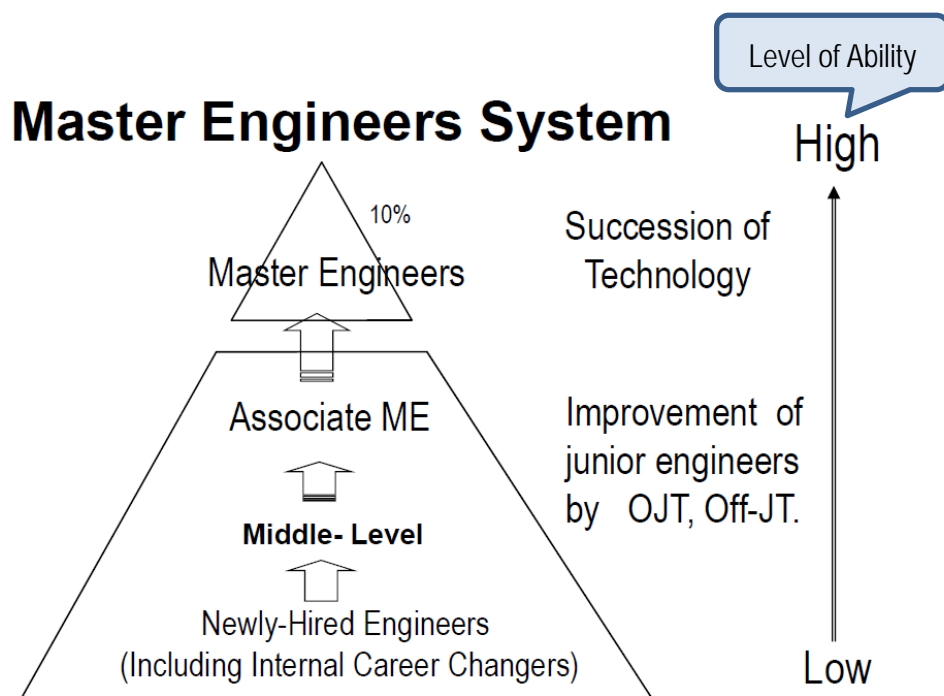 Level of Ability
Master Engineers System
High
10%
Succession of
Technology
Master Engineers
Associate ME
Improvement of
junior engineers
by OJT, Off-JT.
Middle- Level
Newly-Hired Engineers
(Including Internal Career Changers)
Low